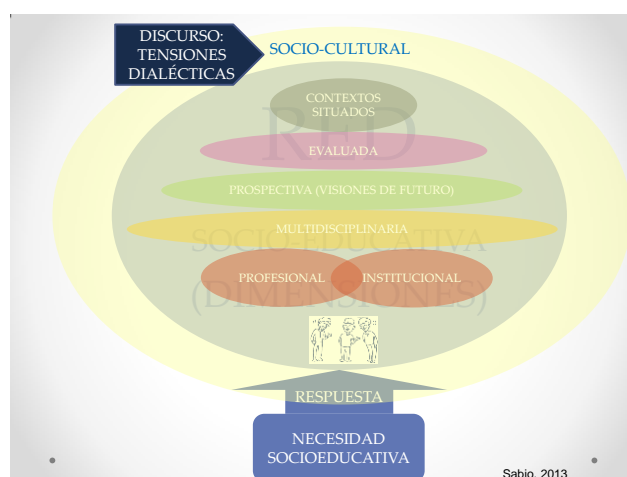 DISCURSO:
TENSIONES
DIALÉCTICAS
SOCIO-CULTURAL
CONTEXTOS
SITUADOS
RED
EVALUADA
PROSPECTIVA (VISIONES DE FUTURO)
MULTIDISCIPLINARIA
SOCIO-EDUCATIVA
PROFESIONAL
INSTITUCIONAL
(DIMENSIONES)
RESPUESTA
NECESIDAD
SOCIOEDUCATIVA
Sabio, 2013